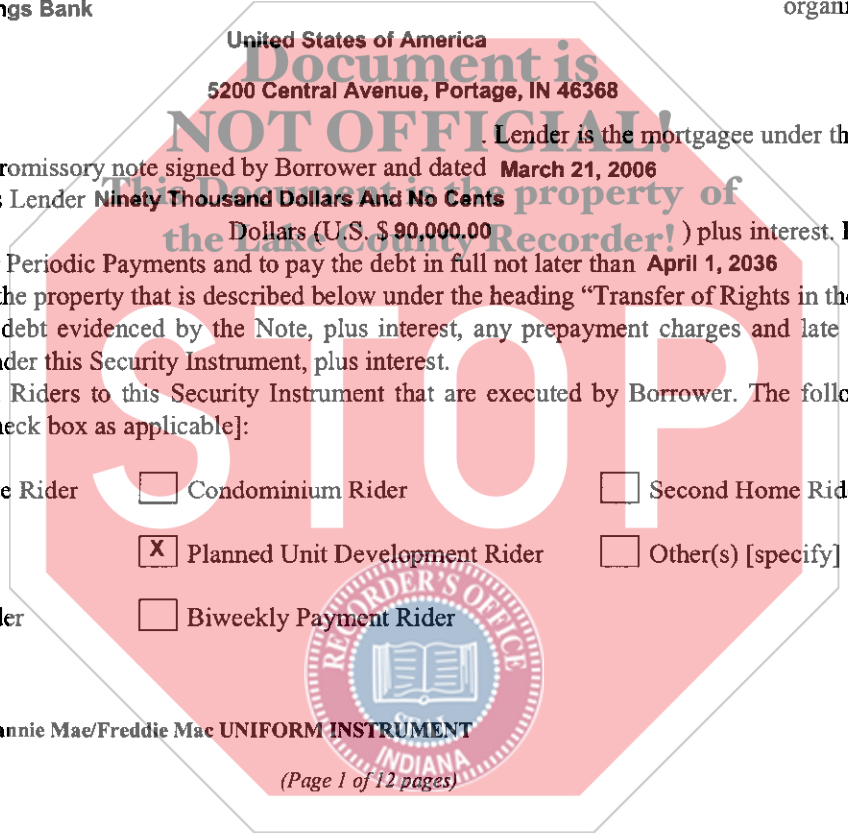 ngs Bank
organi
United States of America
Document is
5200 Central Avenue, Portage, IN 46368
NOT OFFICIAL!
. Lender is the mortgagee under th
romissory note signed by Borrower and dated March 21, 2006
This Document is the property of
s Lender Ninety Thousand Dollars And No Cents
the Lake County Recorder!
Dollars (U.S. $ 90,000.00 ) plus interest.
Periodic Payments and to pay the debt in full not later than April 1, 2036
the property that is described below under the heading “Transfer of Rights in the
debt evidenced by the Note, plus interest, any prepayment charges and late
nder this Security Instrument, plus interest.
Riders to this Security Instrument that are executed by Borrower. The follo
heck box as applicable]:
STOP
e Rider Condominium Rider Second Home Rid
X Planned Unit Development Rider Other(s) [specify]
der Biweekly Payment Rider
RECORDER'S OFFICE
SEAL
INDIANA
annie Mae/Freddie Mac UNIFORM INSTRUMENT
(Page 1 of 12 pages)